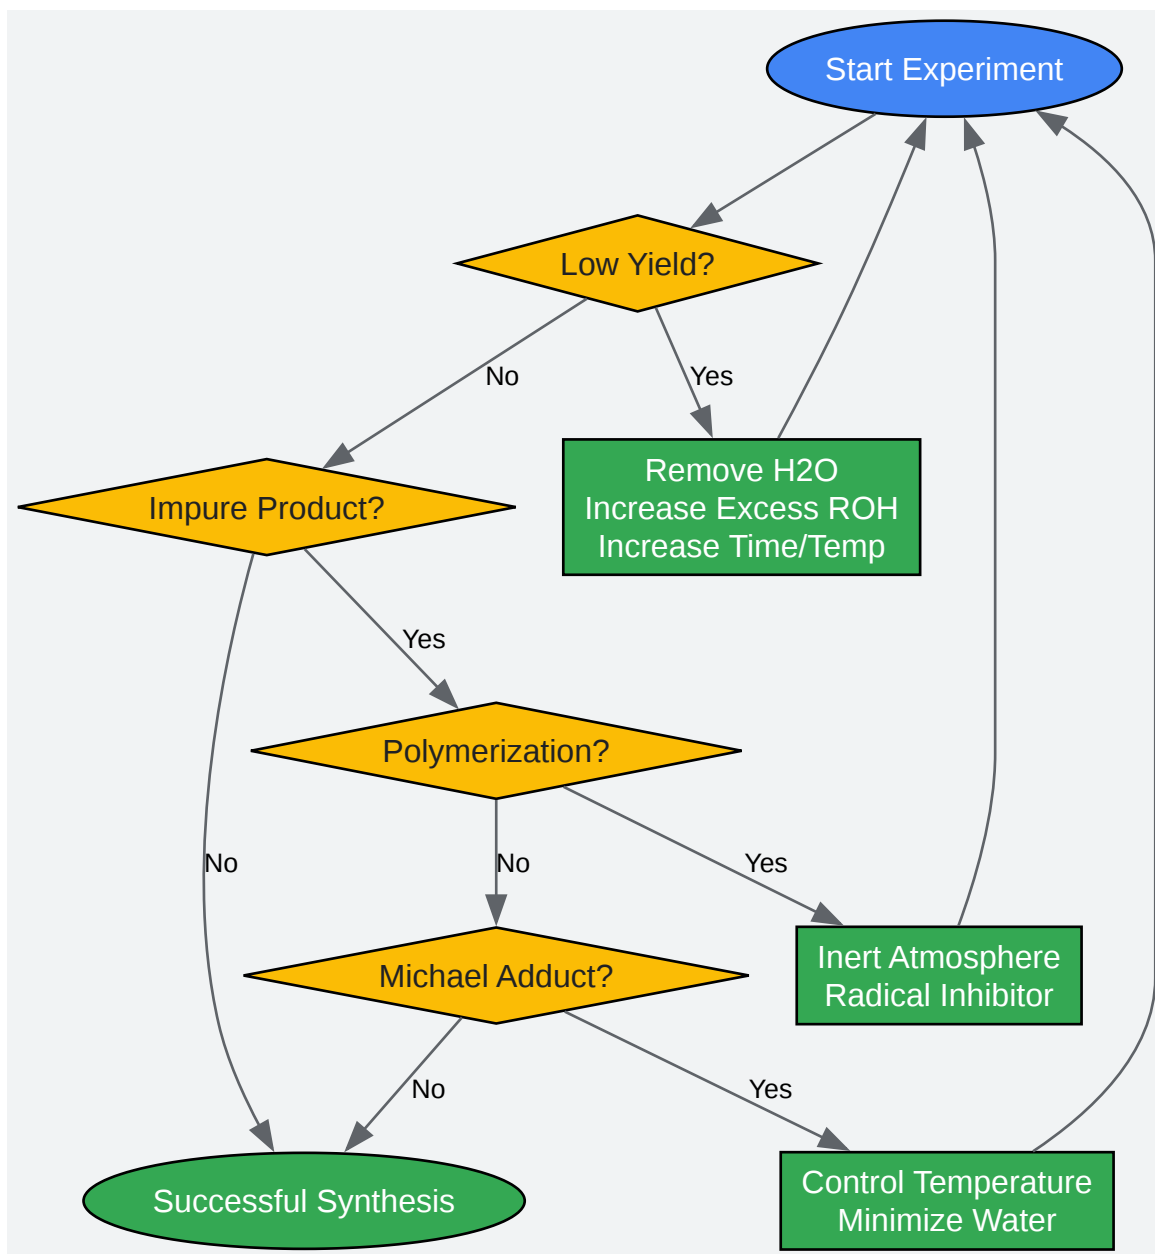 Start Experiment
Low Yield?
No
Yes
Remove H2O
Increase Excess ROH
Increase Time/Temp
Impure Product?
Yes
Polymerization?
No
No
Yes
Inert Atmosphere
Radical Inhibitor
Michael Adduct?
No
Yes
Successful Synthesis
Control Temperature
Minimize Water